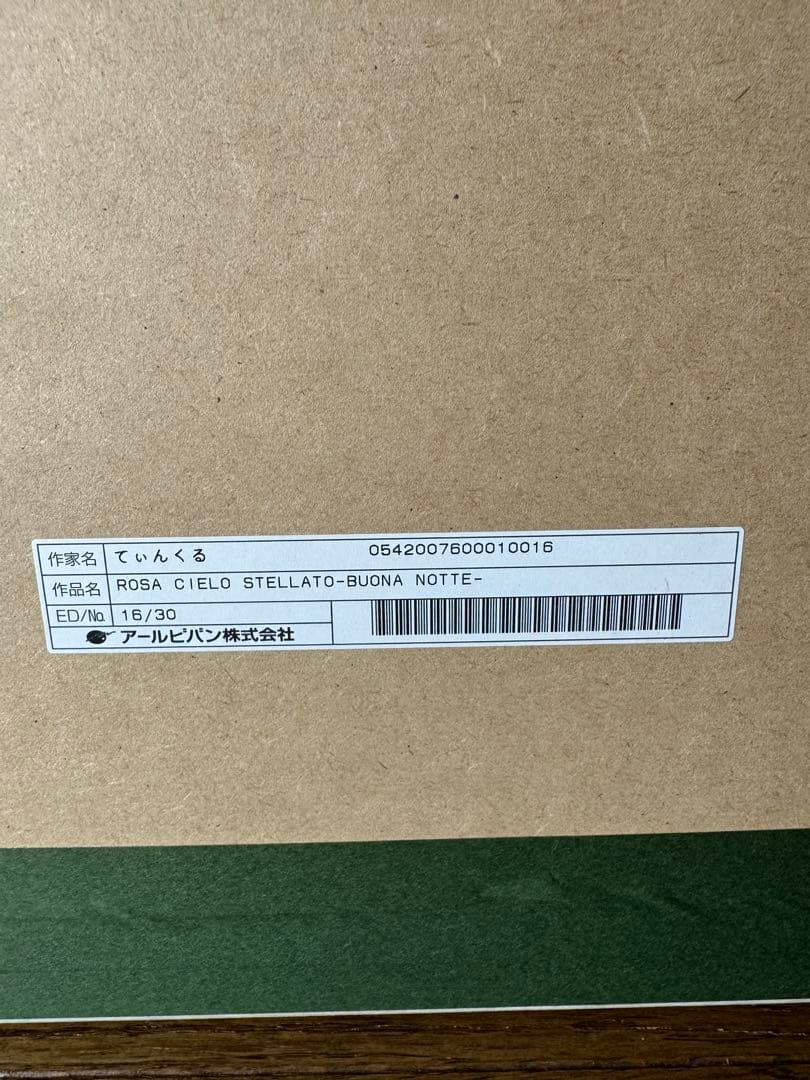 作家名 てぃんくる 0542007600010016
作品名 ROSA CIELO STELLATO-BUONA NOTTE-
ED/№ 16/30
アールビバン株式会社